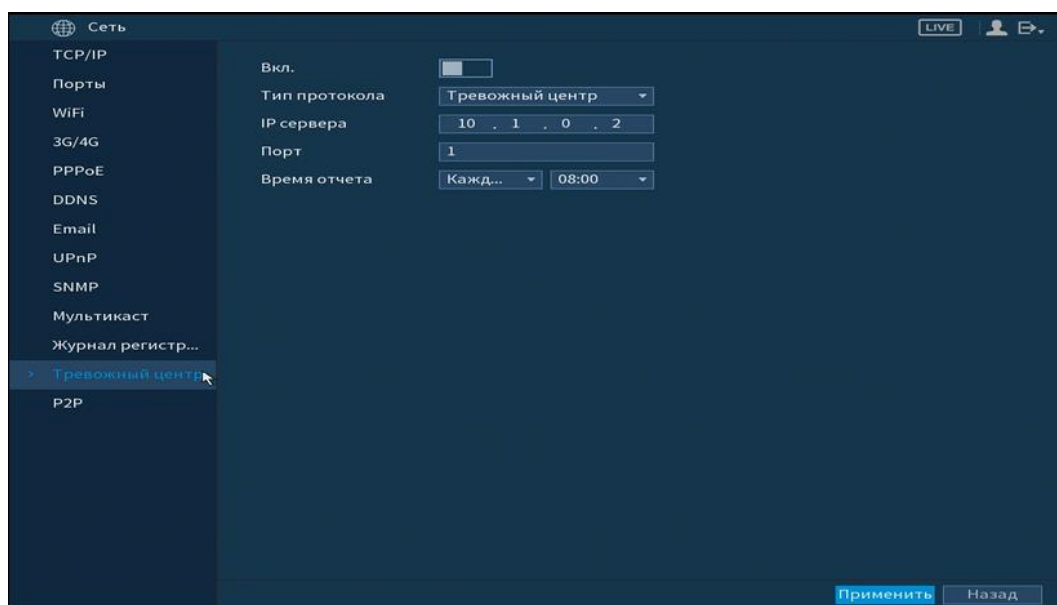 Сеть
LIVE
TCP/IP
Порты
WiFi
3G/4G
PPPoE
DDNS
Email
UPnP
SNMP
Мультикаст
Журнал регистр...
> Тревожный центр
P2P
Вкл.
Тип протокола Тревожный центр
IP сервера 10 . 1 . 0 . 2
Порт 1
Время отчета Кажд... 08:00
Применить Назад